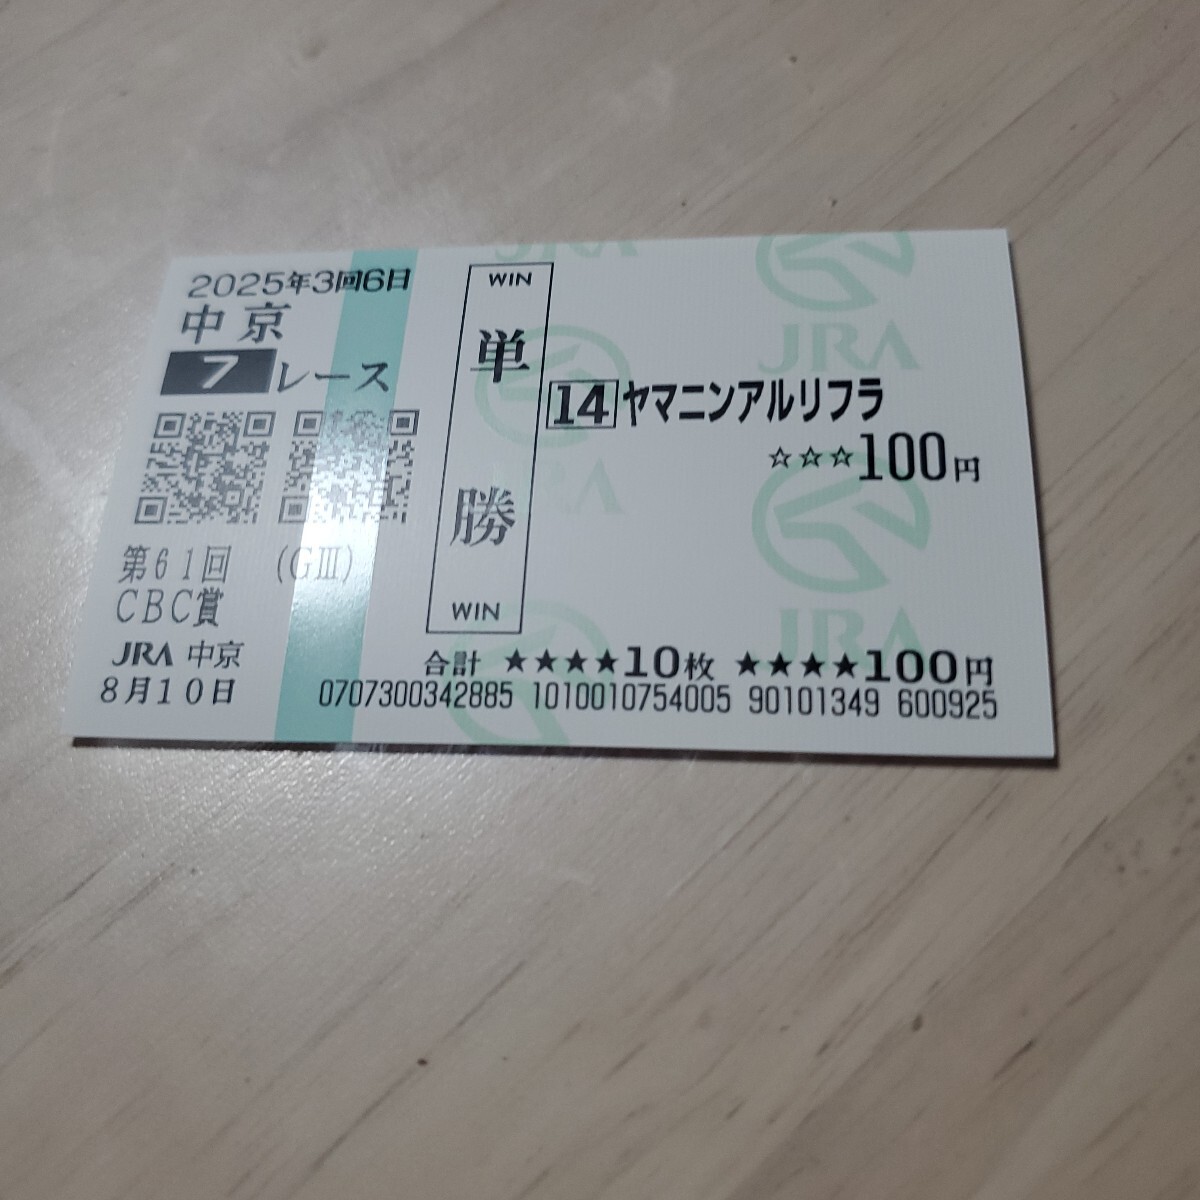 2025年3回6日
中京
7レース
第61回 (GⅢ)
CBC賞
JRA 中京
8月10日
WIN
単勝
WIN
14 ヤマニンアルリフラ
☆☆☆100円
合計 ★★★★10枚 ★★★★100円
0707300342885 1010010754005 90101349 600925
JRA
JRA
JRA
JRA